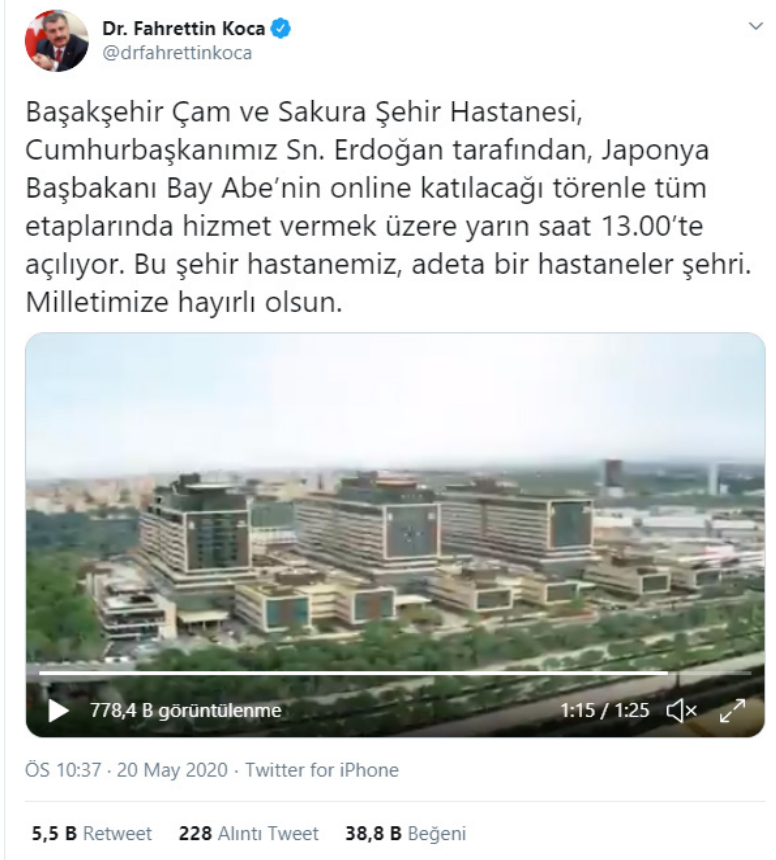 Dr. Fahrettin Koca
@drfahrettinkoca
Başakşehir Çam ve Sakura Şehir Hastanesi,
Cumhurbaşkanımız Sn. Erdoğan tarafından, Japonya
Başbakanı Bay Abe'nin online katılacağı törenle tüm
etaplarında hizmet vermek üzere yarın saat 13.00'te
açılıyor. Bu şehir hastanemiz, adeta bir hastaneler şehri.
Milletimize hayırlı olsun.
778,4 B görüntülenme 1:15 / 1:25
ÖS 10:37 · 20 May 2020 · Twitter for iPhone
5,5 B Retweet 228 Alıntı Tweet 38,8 B Beğeni